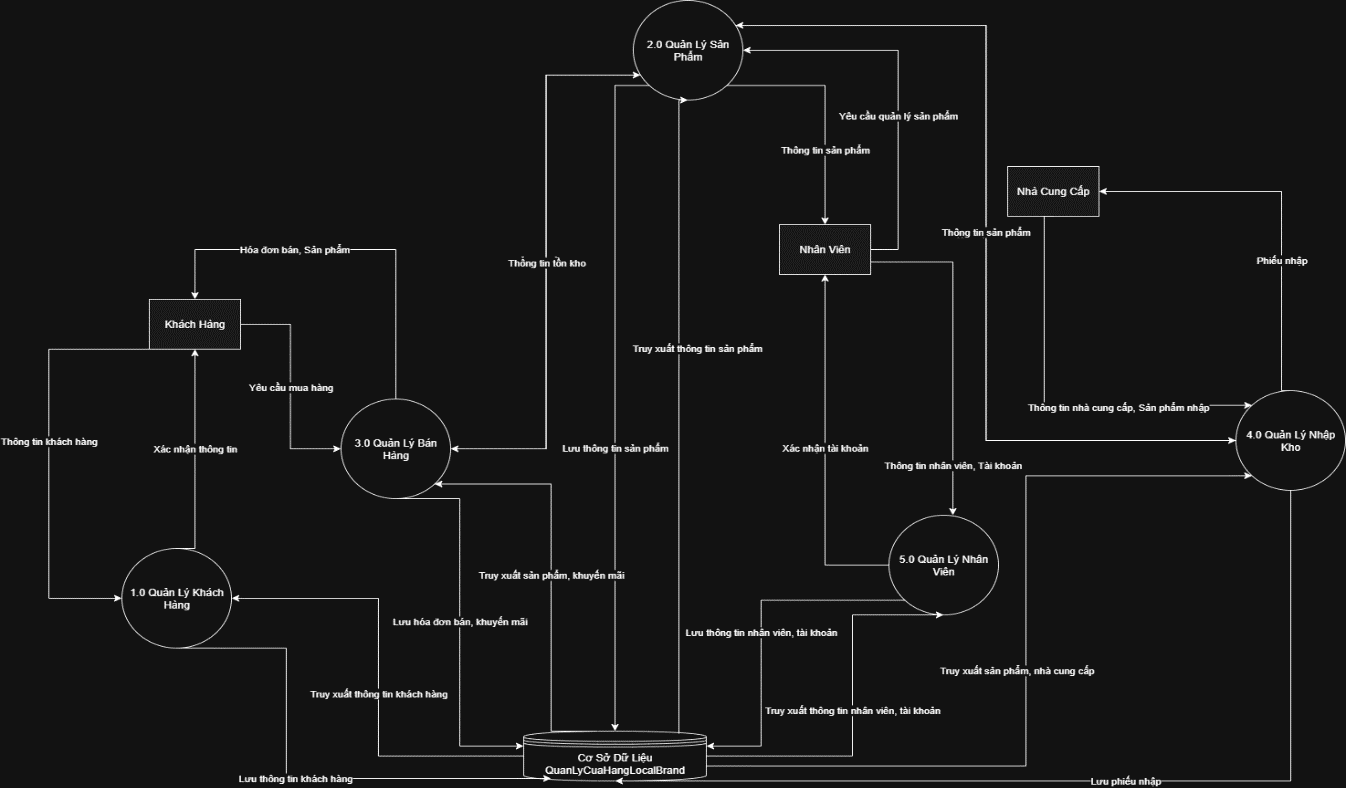 2.0 Quản Lý Sản
Phẩm
Yêu cầu quản lý sản phẩm
Thông tin sản phẩm
Nhà Cung Cấp
Thông tin sản phẩm
Nhân Viên
Hóa đơn bán, Sản phẩm
Thông tin tồn kho
Phiếu nhập
Khách Hàng
Truy xuất thông tin sản phẩm
Yêu cầu mua hàng
Thông tin nhà cung cấp, Sản phẩm nhập
Thông tin khách hàng
Xác nhận thông tin
3.0 Quản Lý Bán
Hàng
Lưu thông tin sản phẩm
Xác nhận tài khoản
4.0 Quản Lý Nhập
Kho
Thông tin nhân viên, Tài khoản
5.0 Quản Lý Nhân
Viên
Truy xuất sản phẩm, khuyến mãi
1.0 Quản Lý Khách
Hàng
Lưu hóa đơn bán, khuyến mãi
Lưu thông tin nhân viên, tài khoản
Truy xuất sản phẩm, nhà cung cấp
Truy xuất thông tin khách hàng
Truy xuất thông tin nhân viên, tài khoản
Cơ Sở Dữ Liệu
QuanLyCuaHangLocalBrand
Lưu thông tin khách hàng
Lưu phiếu nhập